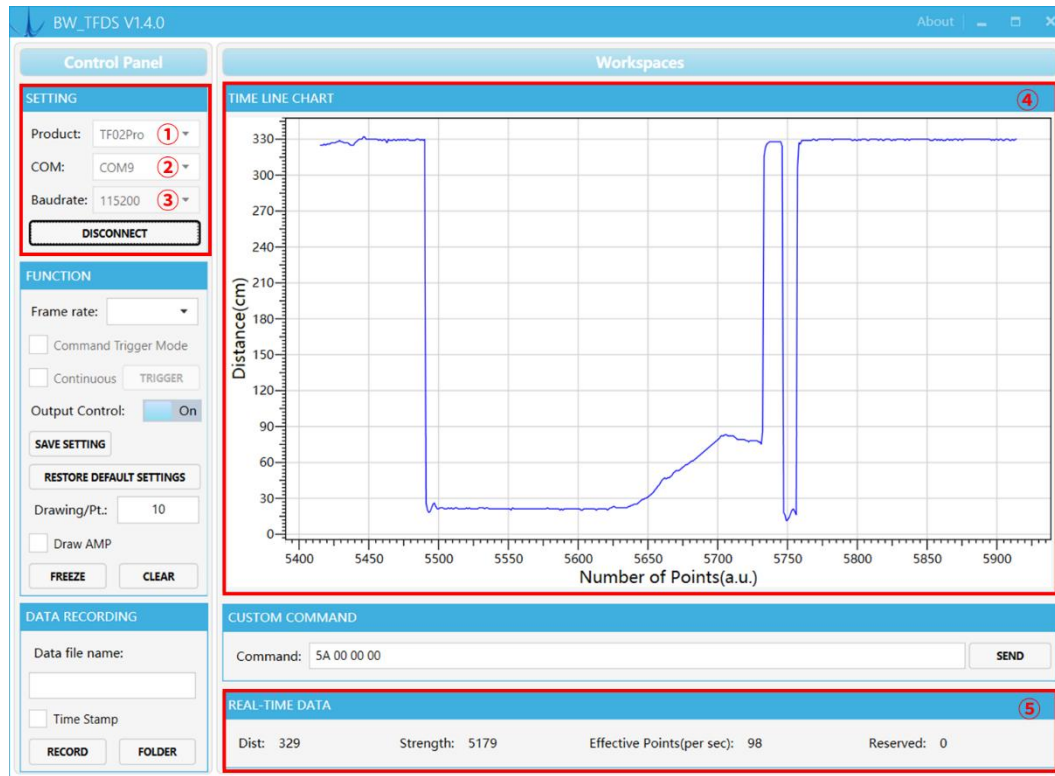 BW_TFDS V1.4.0
About
Control Panel
SETTING
Product: TF02Pro ①
COM: COM9 ②
Baudrate: 115200 ③
DISCONNECT
FUNCTION
Frame rate:
Command Trigger Mode
Continuous TRIGGER
Output Control: On
SAVE SETTING
RESTORE DEFAULT SETTINGS
Drawing/Pt.: 10
Draw AMP
FREEZE CLEAR
DATA RECORDING
Data file name:
Time Stamp
RECORD FOLDER
Workspaces
TIME LINE CHART ④
Distance(cm)
330
300
270
240
210
180
150
120
90
60
30
0
5400 5450 5500 5550 5600 5650 5700 5750 5800 5850 5900
Number of Points(a.u.)
CUSTOM COMMAND
Command: 5A 00 00 00 SEND
REAL-TIME DATA ⑤
Dist: 329 Strength: 5179 Effective Points(per sec): 98 Reserved: 0